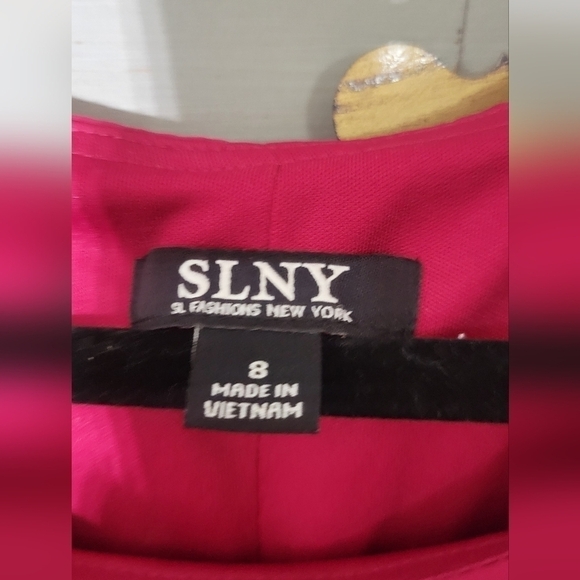 SLNY
SL FASHIONS NEW YORK
8
MADE IN
VIETNAM